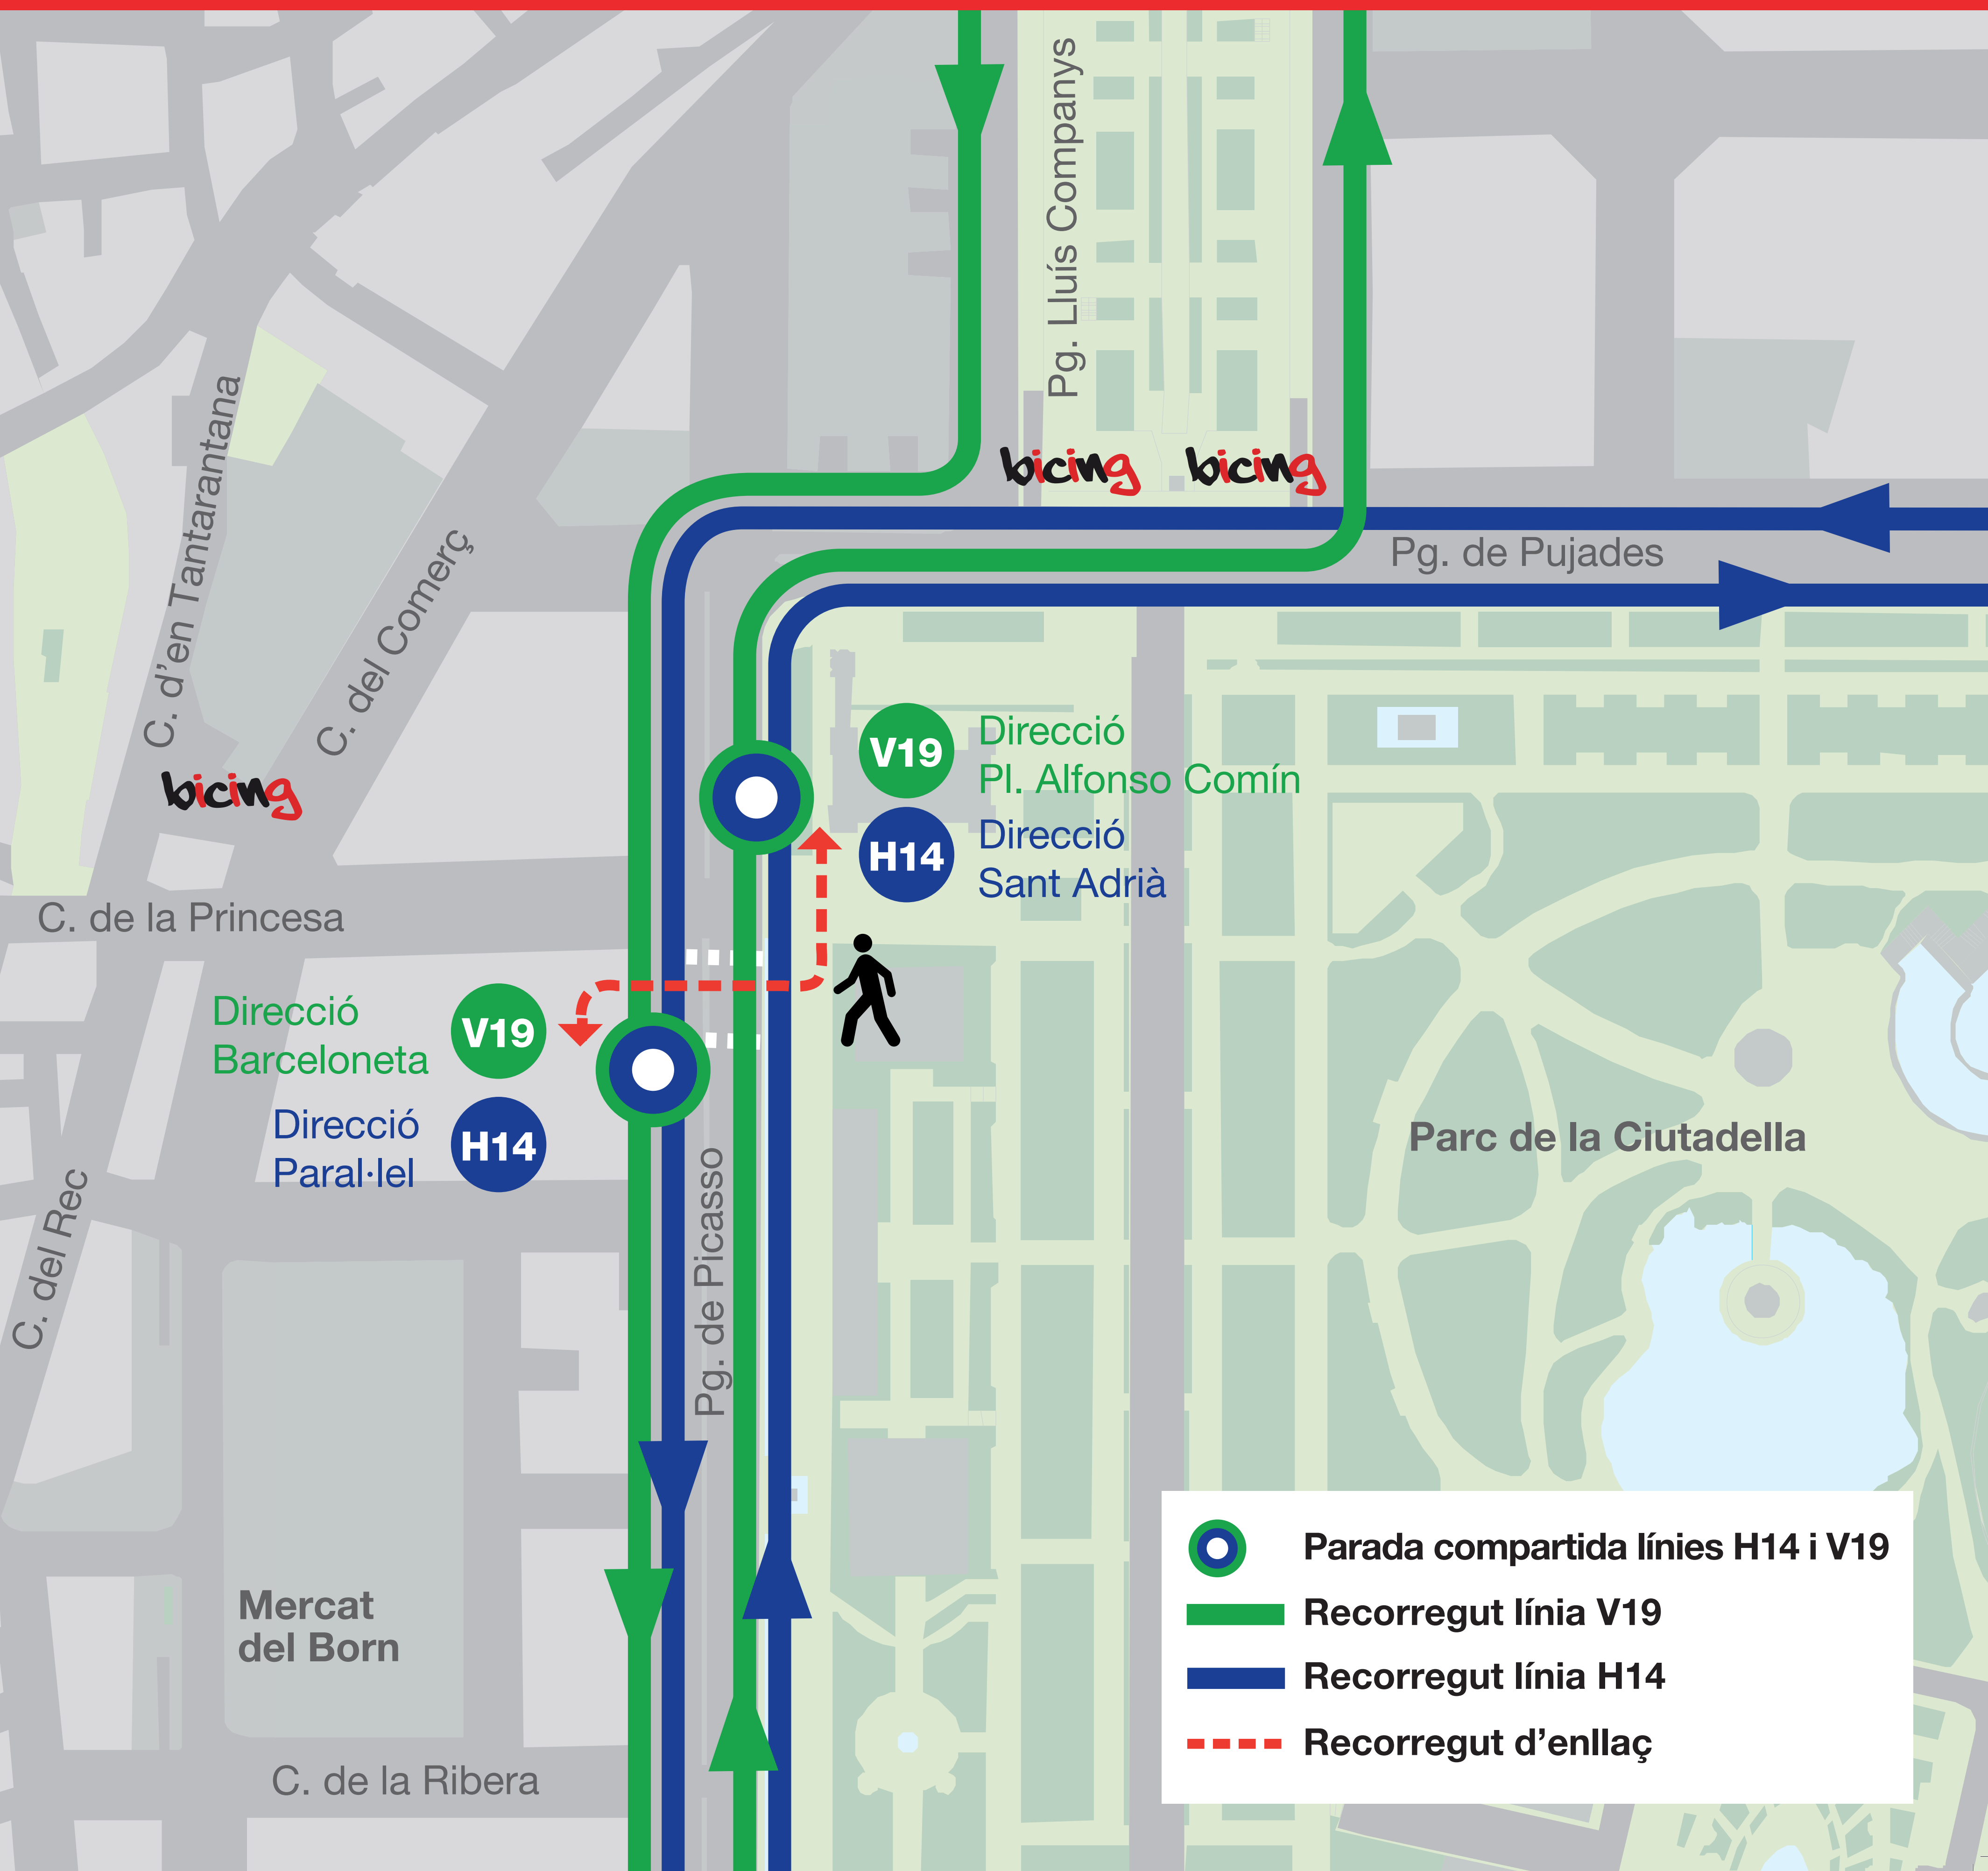 Pg. Lluís Companys
bicing
bicing
Pg. de Pujades
C. d’en Tantarantana
C. del Comerç
bicing
V19
Direcció
Pl. Alfonso Comín
H14
Direcció
Sant Adrià
C. de la Princesa
Direcció
Barceloneta
V19
Direcció
Paral·lel
H14
Parc de la Ciutadella
C. del Rec
Pg. de Picasso
Mercat
del Born
C. de la Ribera
Parada compartida línies H14 i V19
Recorregut línia V19
Recorregut línia H14
Recorregut d’enllaç